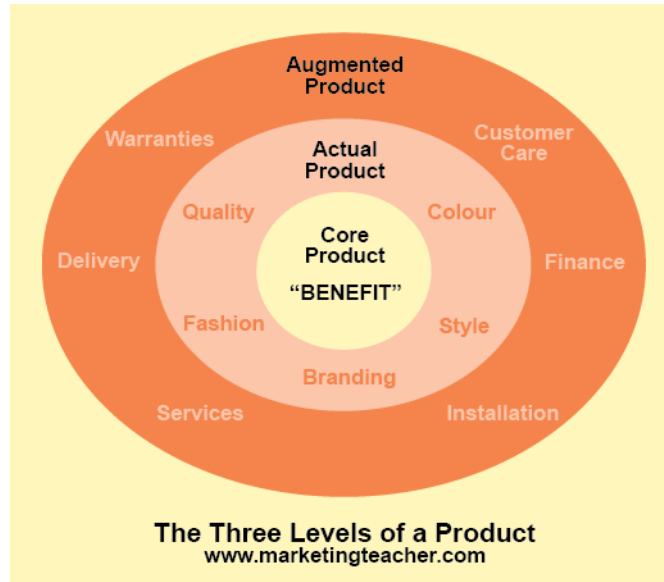 Augmented
Product
Warranties
Customer
Care
Actual
Product
Quality
Colour
Core
Product
Delivery
Finance
“BENEFIT”
Fashion
Style
Branding
Services
Installation
The Three Levels of a Product
www.marketingteacher.com